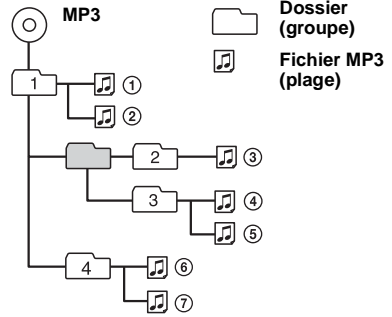 MP3
Dossier
(groupe)
Fichier MP3
(plage)
1
①
②
2
③
3
④
⑤
4
⑥
⑦